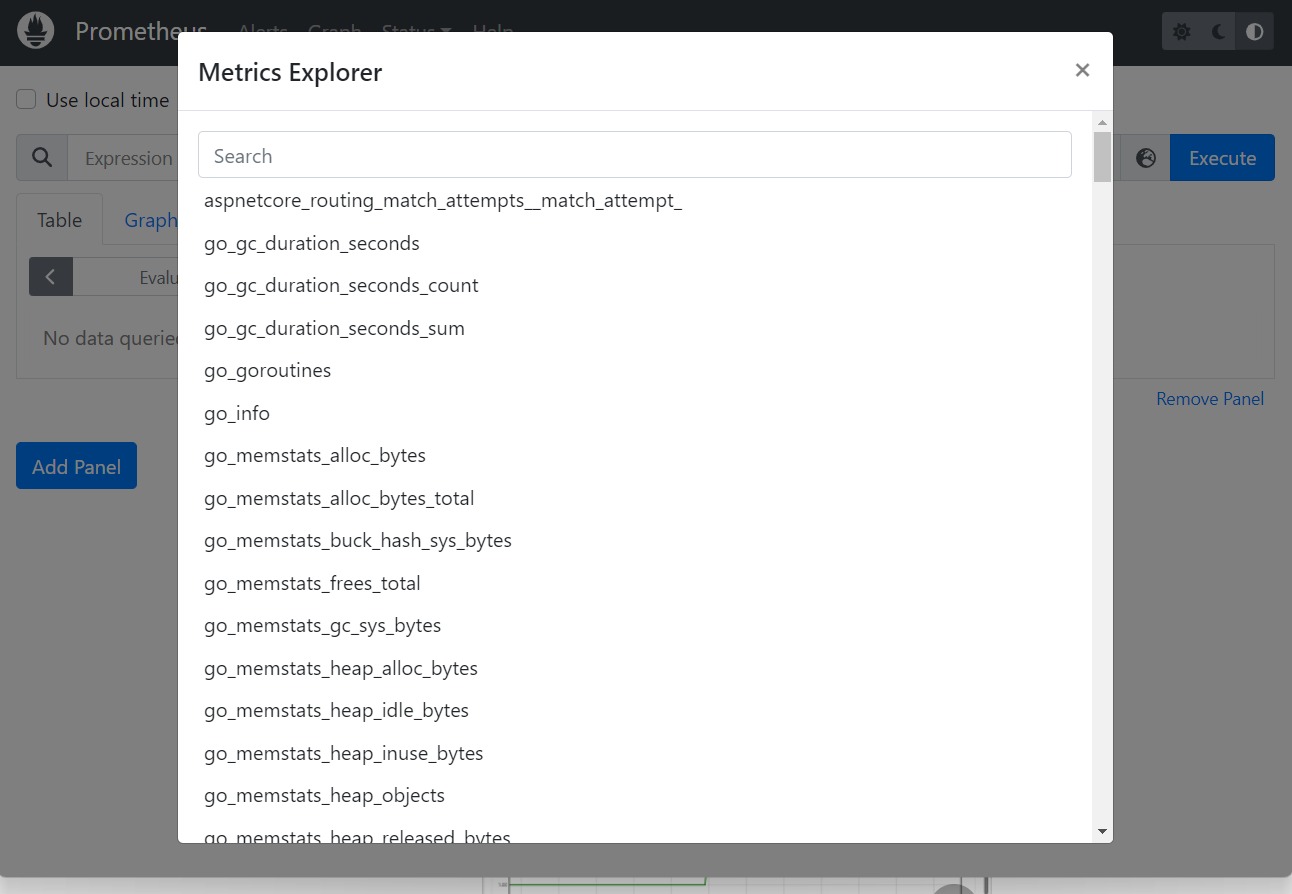 Prometheus Alerts Graph Status Help
Metrics Explorer
Use local time
Search
Expression
Execute
aspnetcore_routing_match_attempts__match_attempt_
Table Graph
go_gc_duration_seconds
Evalu
go_gc_duration_seconds_count
No data queried
go_gc_duration_seconds_sum
go_goroutines
Remove Panel
go_info
Add Panel
go_memstats_alloc_bytes
go_memstats_alloc_bytes_total
go_memstats_buck_hash_sys_bytes
go_memstats_frees_total
go_memstats_gc_sys_bytes
go_memstats_heap_alloc_bytes
go_memstats_heap_idle_bytes
go_memstats_heap_inuse_bytes
go_memstats_heap_objects
go_memstats_heap_released_bytes